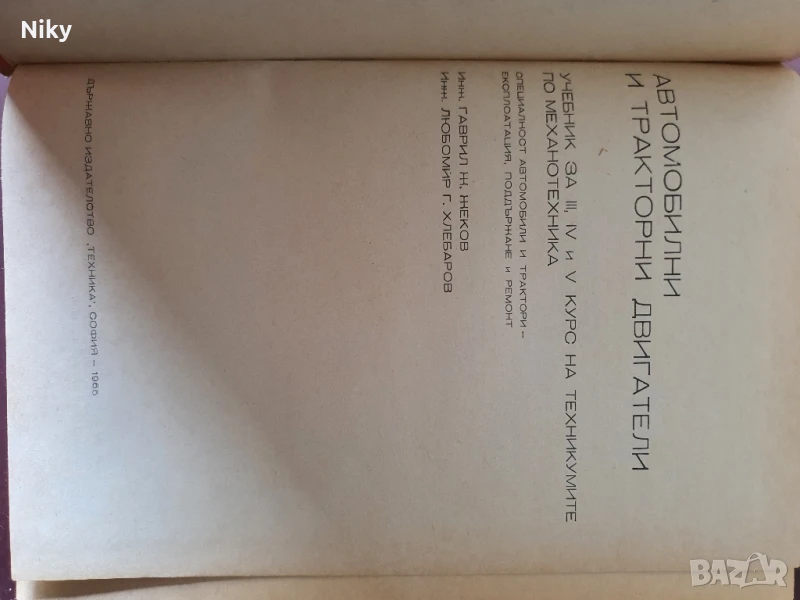 Niky
АВТОМОБИЛНИ
И ТРАКТОРНИ ДВИГАТЕЛИ
УЧЕБНИК ЗА III, IV И V КУРС НА ТЕХНИКУМИТЕ
ПО МЕХАНОТЕХНИКА
СПЕЦИАЛНОСТ АВТОМОБИЛИ И ТРАКТОРИ –
ЕКСПЛОАТАЦИЯ, ПОДДЪРЖАНЕ И РЕМОНТ
ИНЖ. ГАВРИЛ Ж. ЖЕКОВ
ИНЖ. ЛЮБОМИР Г. ХЛЕБАРОВ
ДЪРЖАВНО ИЗДАТЕЛСТВО „ТЕХНИКА", СОФИЯ –
BAZAR